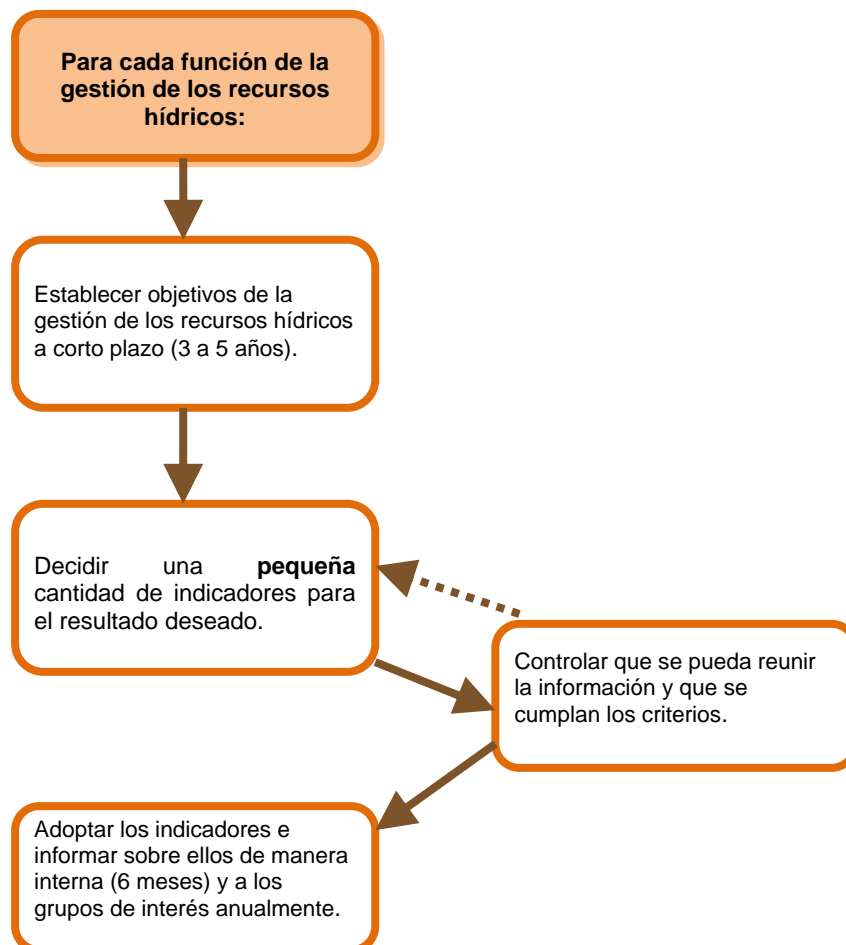 Para cada función de la
gestión de los recursos
hídricos:
Establecer objetivos de la
gestión de los recursos hídricos
a corto plazo (3 a 5 años).
Decidir una pequeña
cantidad de indicadores para
el resultado deseado.
Controlar que se pueda reunir
la información y que se
cumplan los criterios.
Adoptar los indicadores e
informar sobre ellos de manera
interna (6 meses) y a los
grupos de interés anualmente.